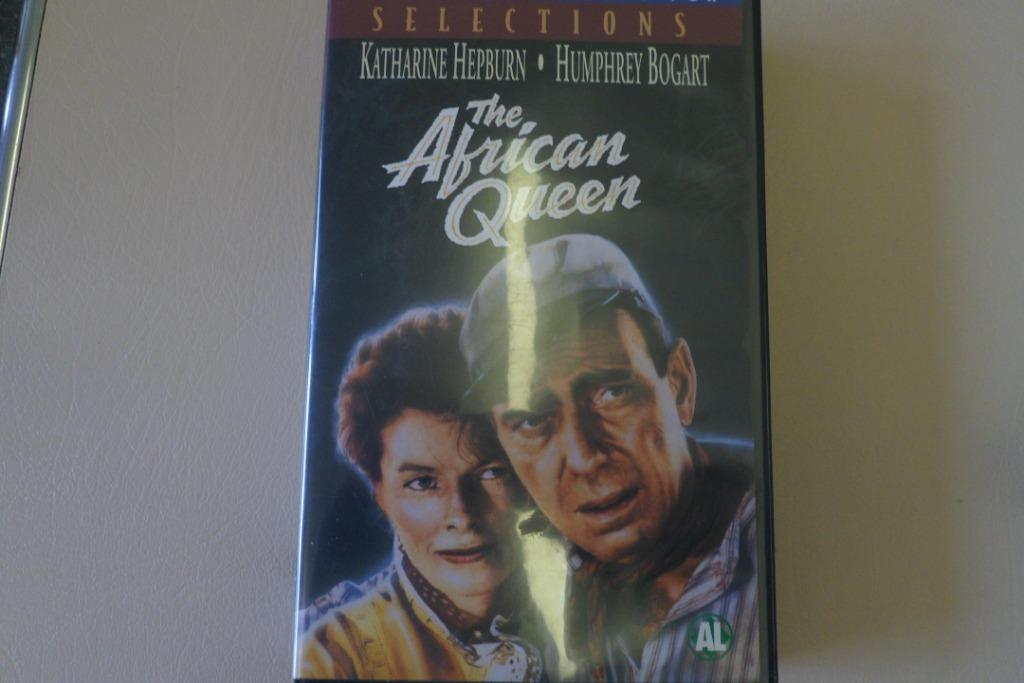 SELECTIONS
KATHARINE HEPBURN • HUMPHREY BOGART
The
African
Queen
AL